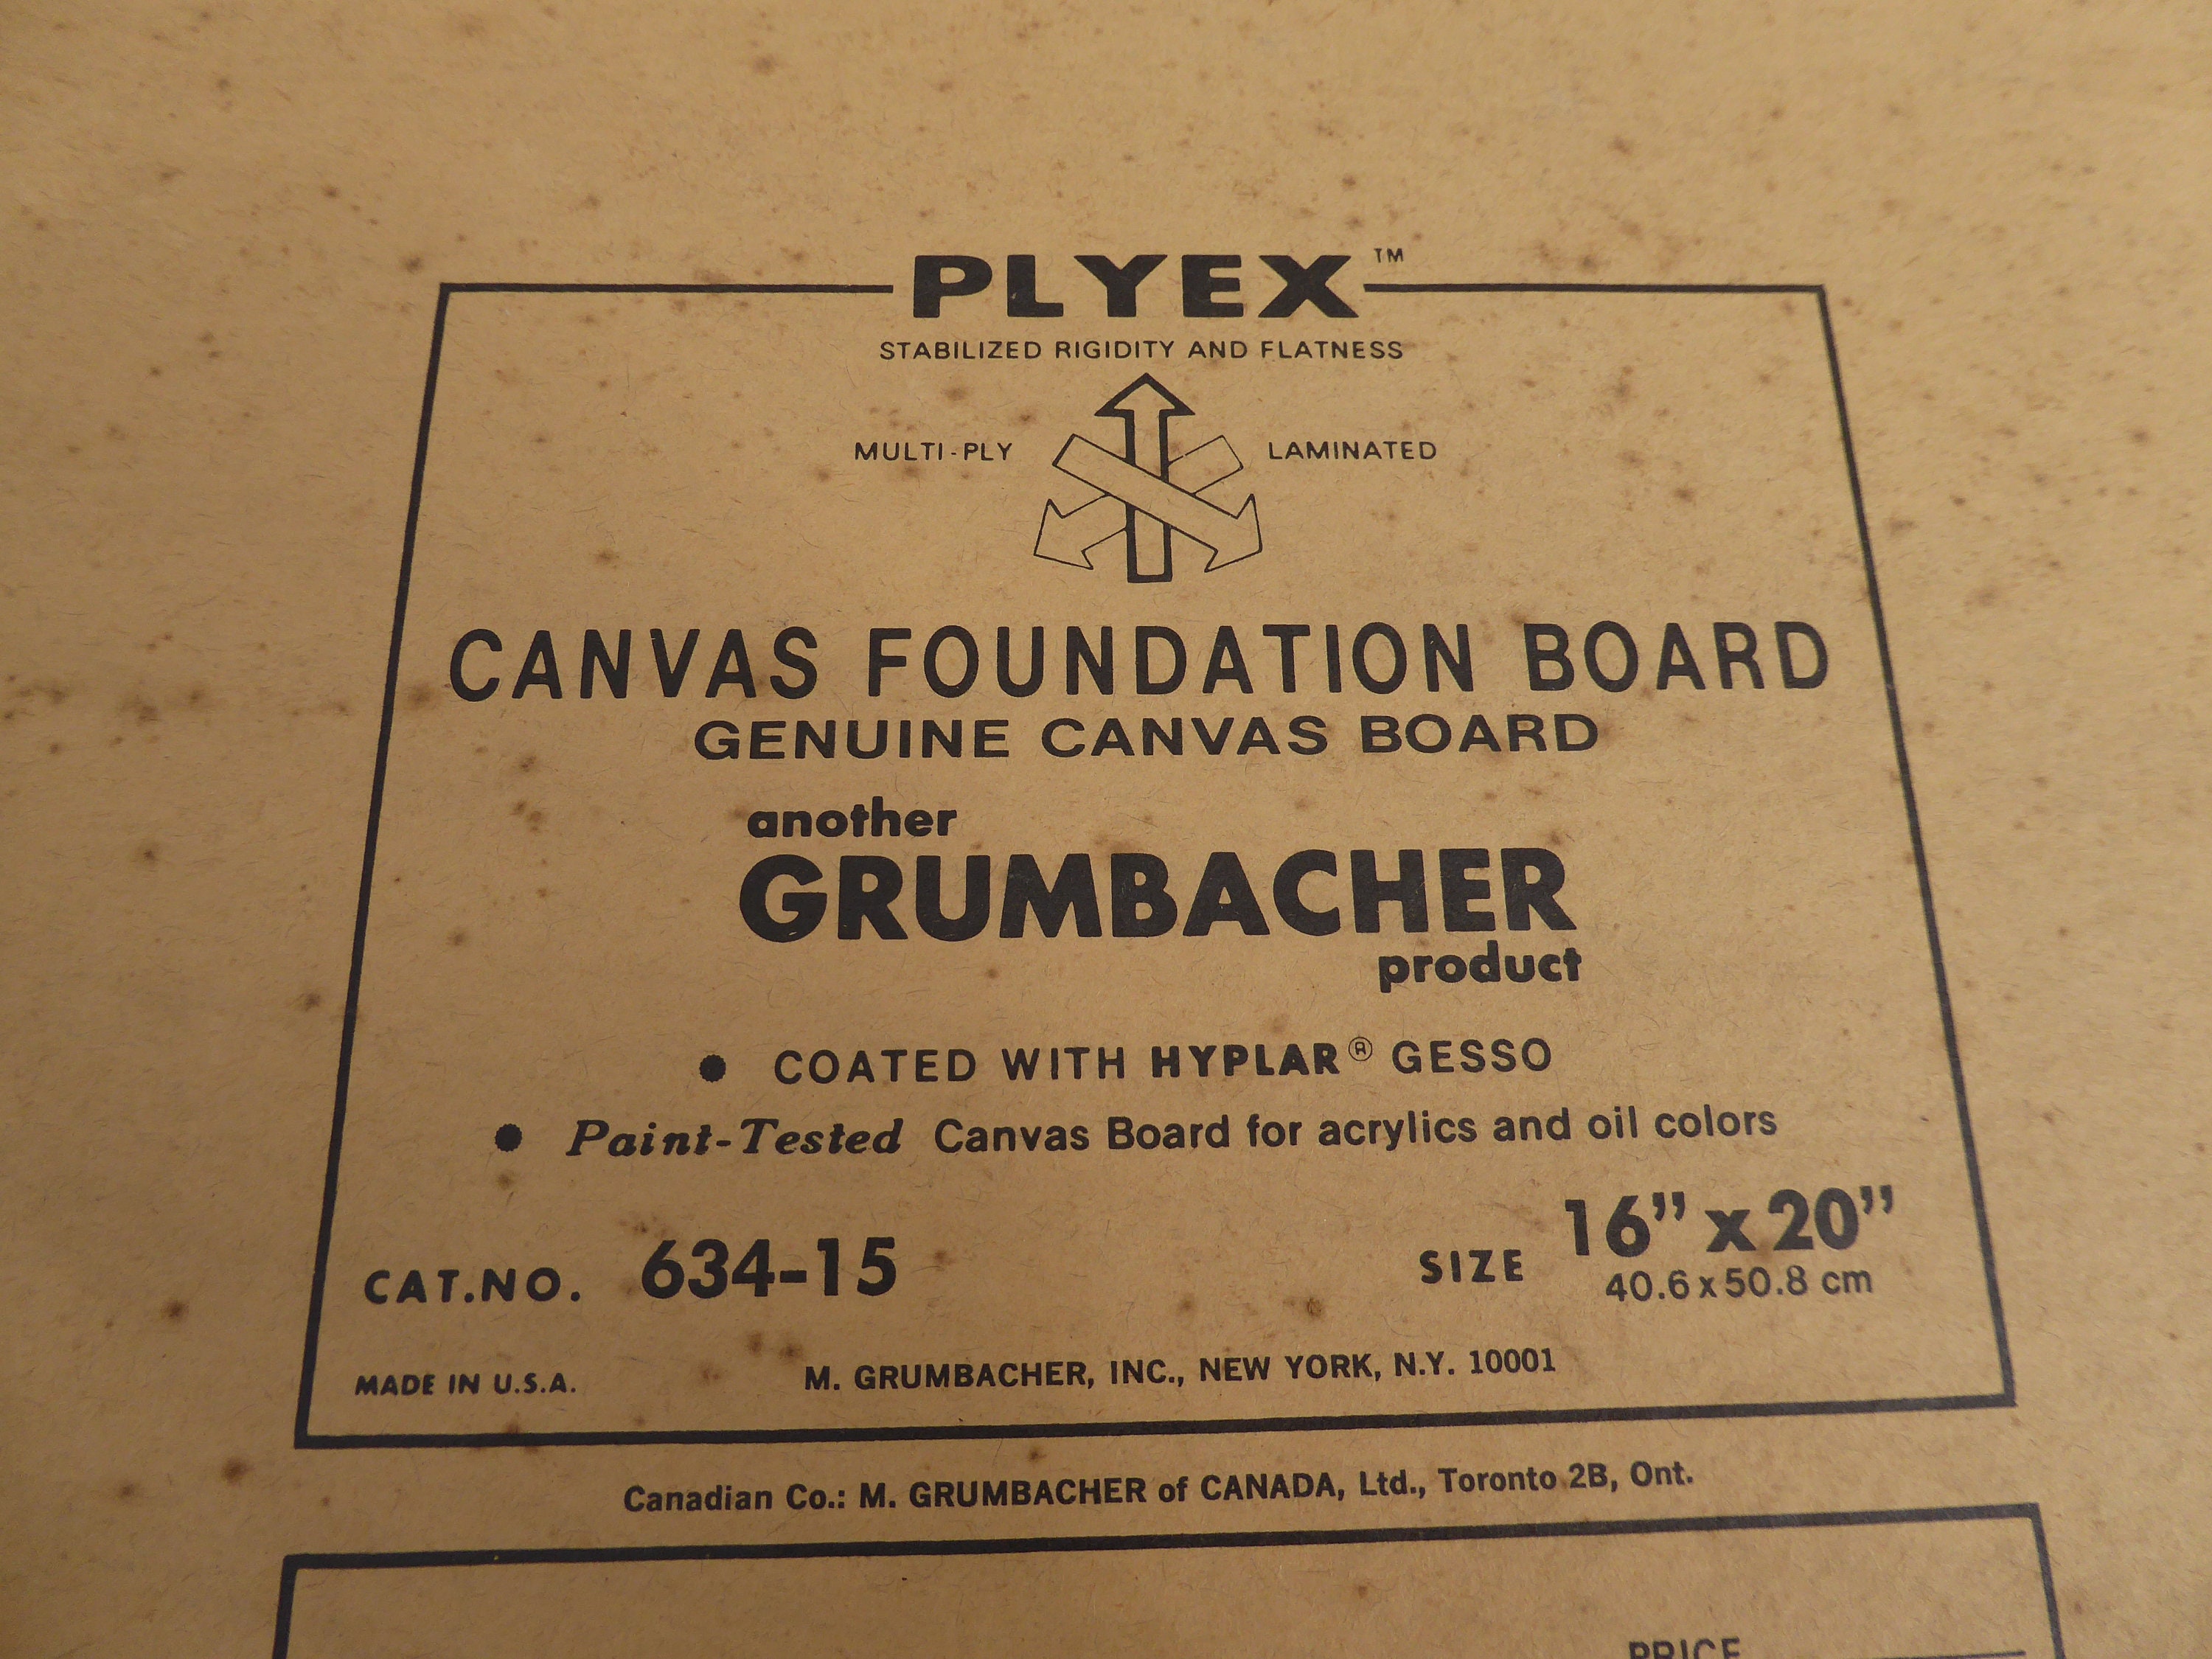 PLYEX™
STABILIZED RIGIDITY AND FLATNESS
MULTI-PLY LAMINATED
CANVAS FOUNDATION BOARD
GENUINE CANVAS BOARD
another
GRUMBACHER
product
• COATED WITH HYPLAR® GESSO
• Paint-Tested Canvas Board for acrylics and oil colors
CAT.NO. 634-15 SIZE 16” x 20”
40.6 x 50.8 cm
MADE IN U.S.A. M. GRUMBACHER, INC., NEW YORK, N.Y. 10001
Canadian Co.: M. GRUMBACHER of CANADA, Ltd., Toronto 2B, Ont.
PRICE